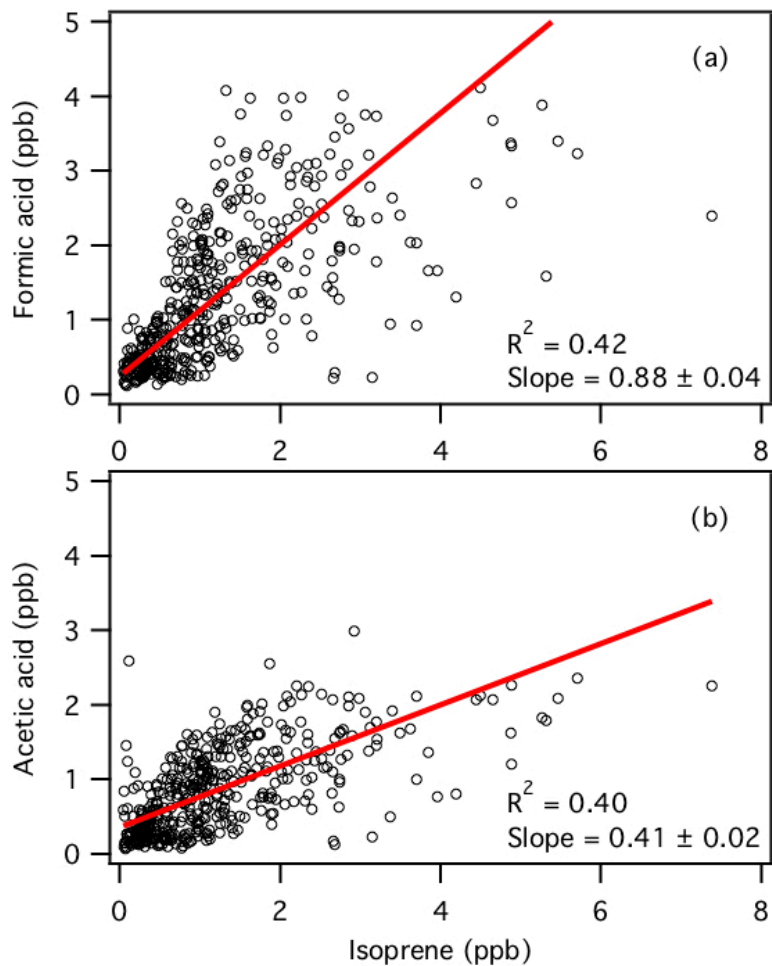 5
(a)
4
Formic acid (ppb)
3
2
1
R² = 0.42
Slope = 0.88 ± 0.04
0
0 2 4 6 8
5
(b)
4
Acetic acid (ppb)
3
2
1
R² = 0.40
Slope = 0.41 ± 0.02
0
0 2 4 6 8
Isoprene (ppb)